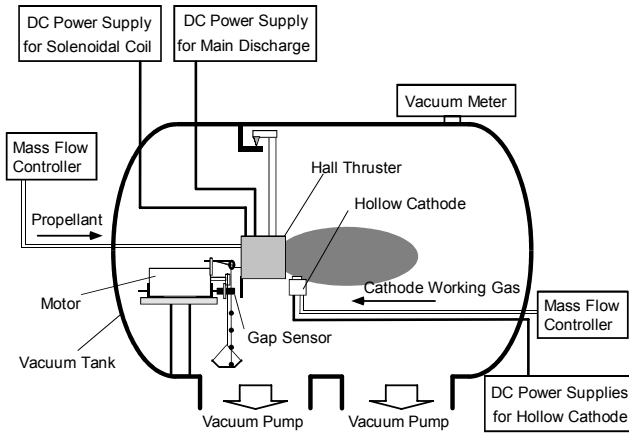 DC Power Supply
for Solenoidal Coil
DC Power Supply
for Main Discharge
Vacuum Meter
Mass Flow
Controller
Hall Thruster
Hollow Cathode
Propellant
Cathode Working Gas
Motor
Mass Flow
Controller
Gap Sensor
Vacuum Tank
DC Power Supplies
for Hollow Cathode
Vacuum Pump
Vacuum Pump